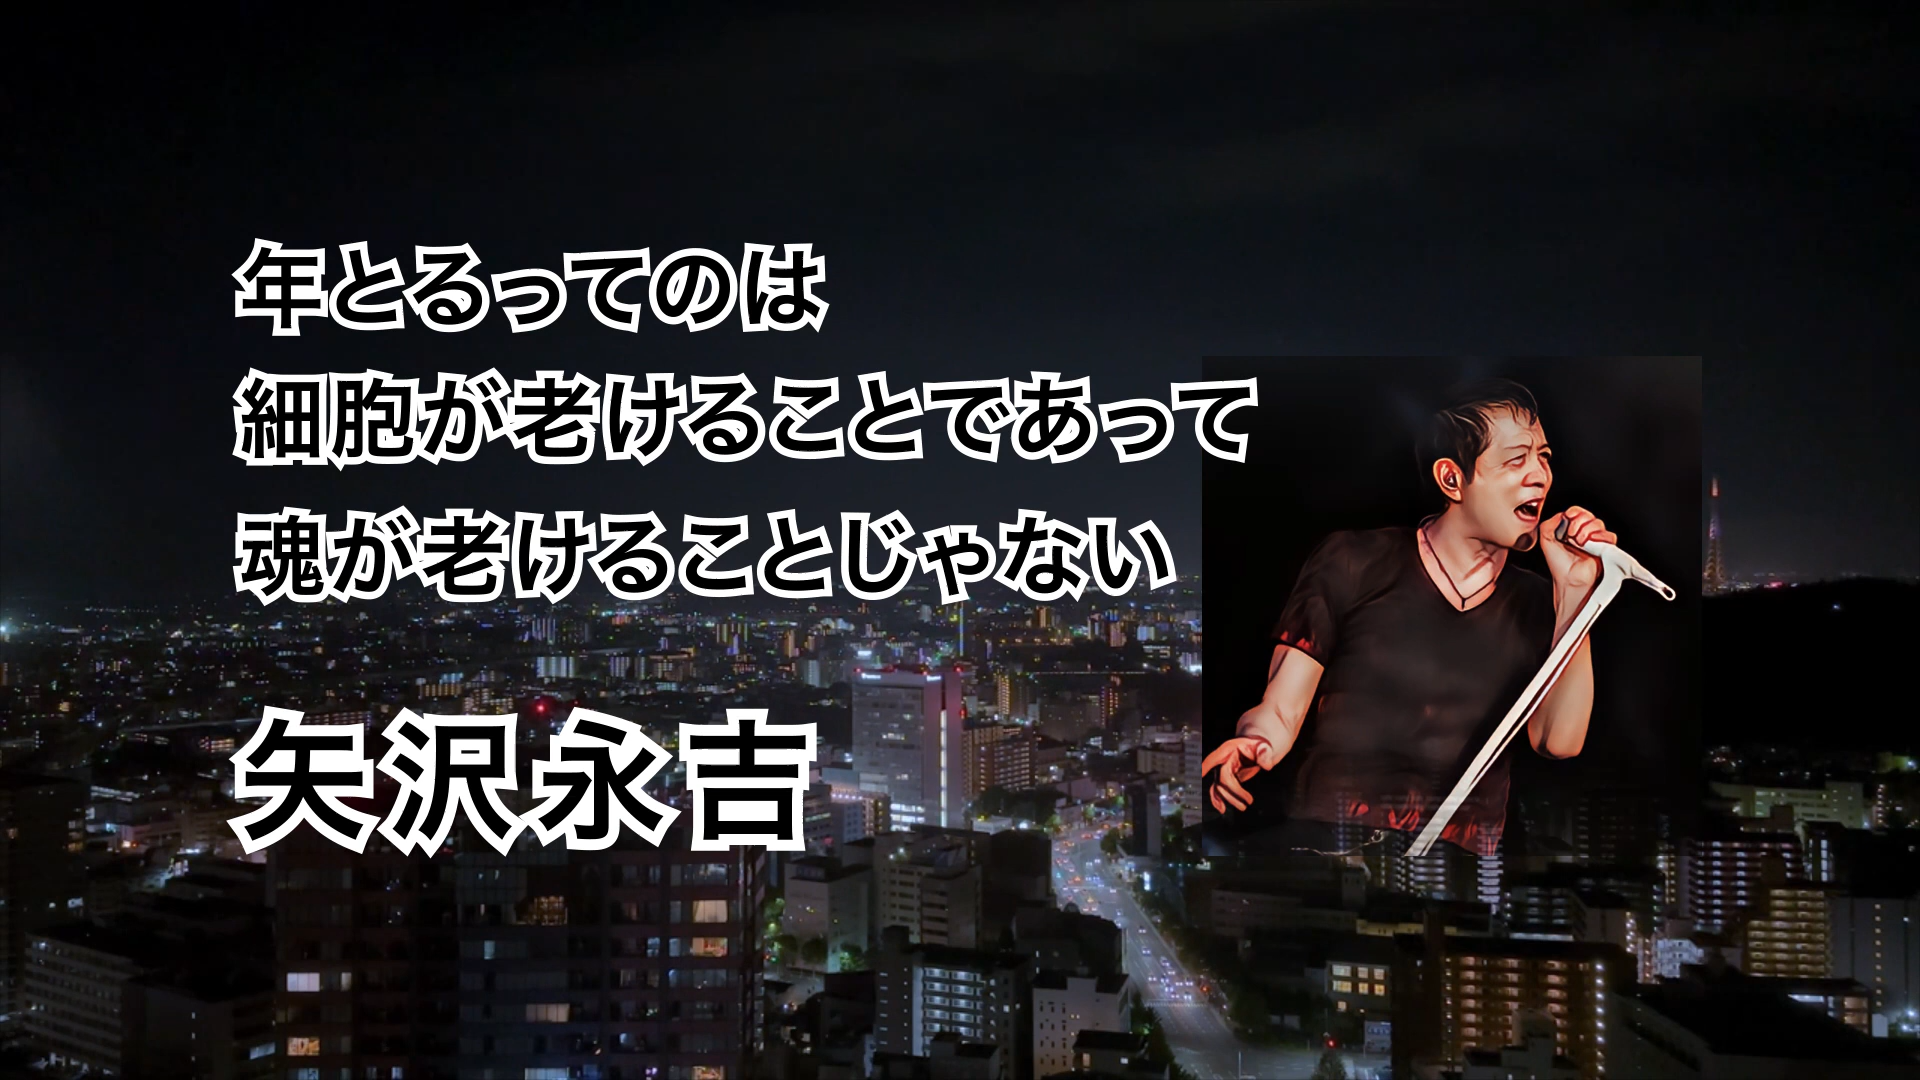 年とるってのは
細胞が老けることであって
魂が老けることじゃない
矢沢永吉